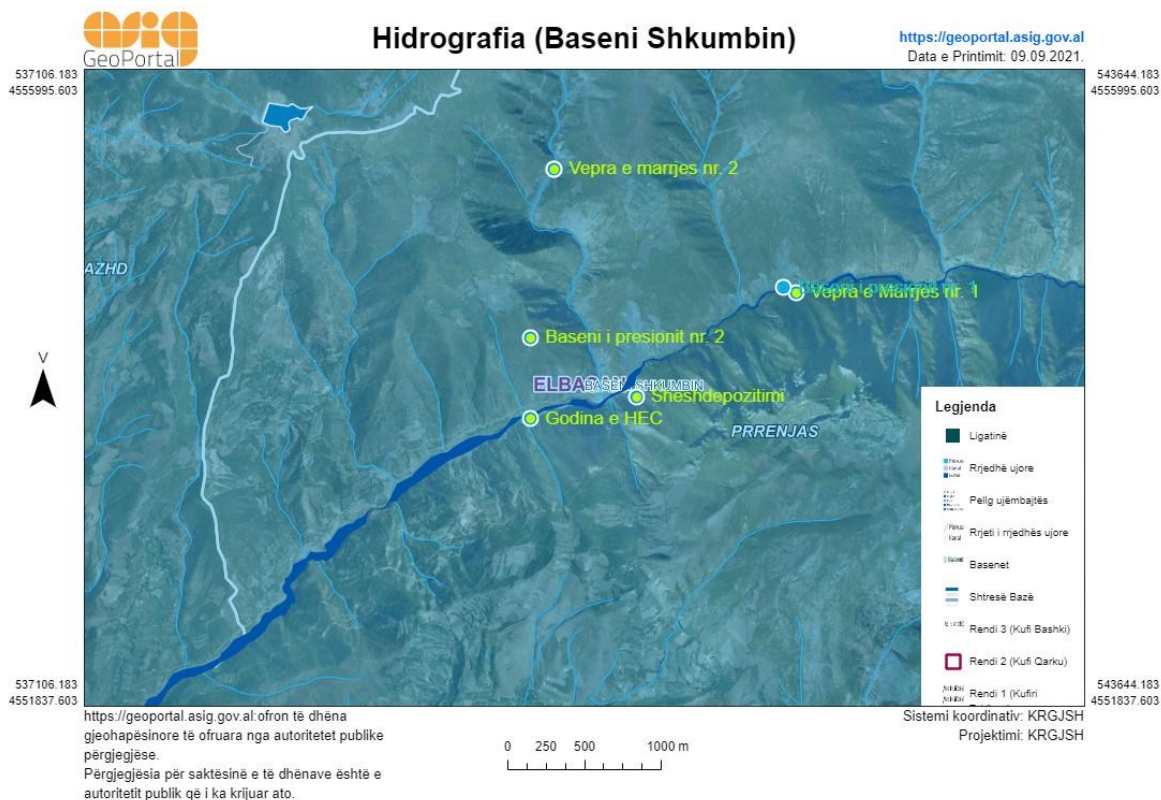 asig
GeoPortal
Hidrografia (Baseni Shkumbin)
https://geoportal.asig.gov.al
Data e Printimit: 09.09.2021.
537106.183
4555995.603
543644.183
4555995.603
Vepra e marrjes nr. 2
AZHD
Vepra e Marrjes nr. 1
Baseni i presionit nr. 2
BASENI SHKUMBIN
Sheshdepozitimi
Godina e HEC
PRRENJAS
V
Legjenda
Ligatinë
Rrjedhë ujore
Pellg ujëmbajtës
Rrjeti i rrjedhës ujore
Basenet
Shtresë Bazë
Rendi 3 (Kufi Bashki)
Rendi 2 (Kufi Qarku)
Rendi 1 (Kufiri
537106.183
4551837.603
543644.183
4551837.603
https://geoportal.asig.gov.al:ofron të dhëna
gjeohapësinore të ofruara nga autoritetet publike
përgjegjëse.
Përgjegjësia për saktësinë e të dhënave është e
autoritetit publik që i ka krijuar ato.
0 250 500 1000 m
Sistemi koordinativ: KRGJSH
Projektimi: KRGJSH